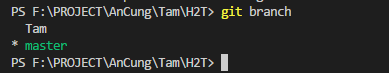 PS F:\PROJECT\AnCung\Tam\H2T> git branch
  Tam
* master
PS F:\PROJECT\AnCung\Tam\H2T>